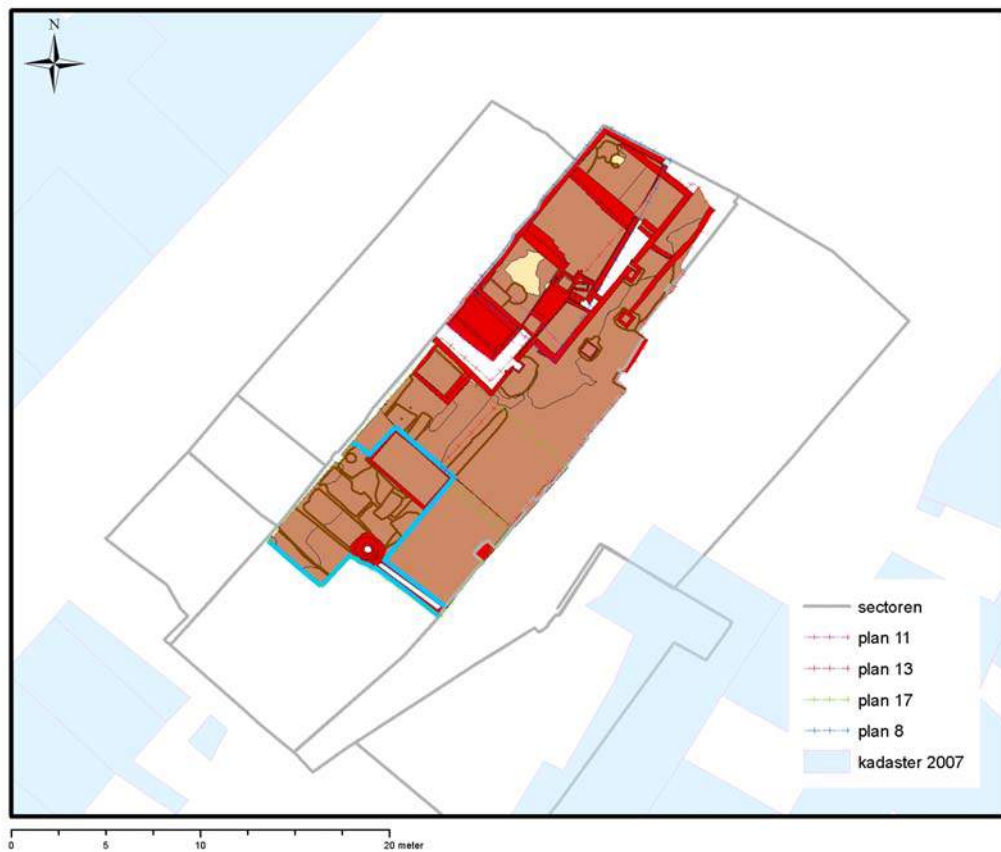 N
sectoren
plan 11
plan 13
plan 17
plan 8
kadaster 2007
0 5 10 20 meter